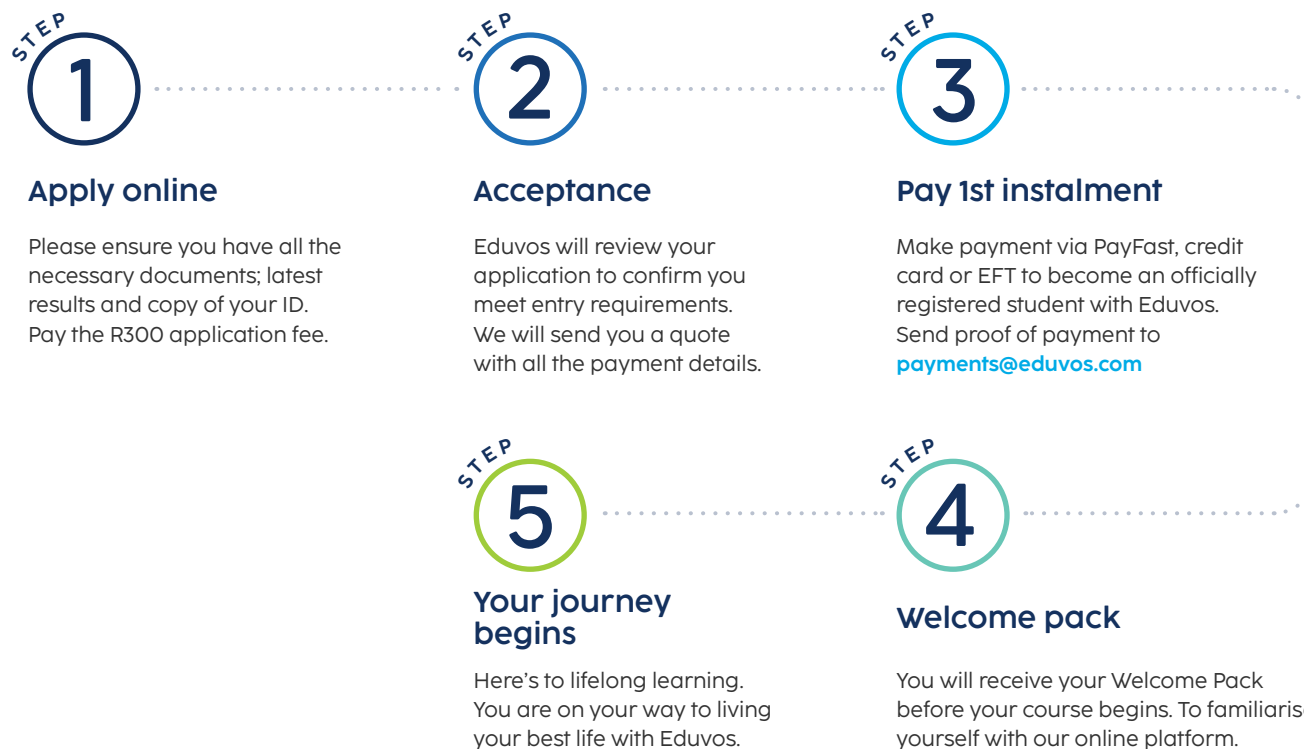 STEP
1
Apply online
Please ensure you have all the
necessary documents; latest
results and copy of your ID.
Pay the R300 application fee.
STEP
2
Acceptance
Eduvos will review your
application to confirm you
meet entry requirements.
We will send you a quote
with all the payment details.
STEP
3
Pay 1st instalment
Make payment via PayFast, credit
card or EFT to become an officially
registered student with Eduvos.
Send proof of payment to
payments@eduvos.com
STEP
4
Welcome pack
You will receive your Welcome Pack
before your course begins. To familiarise
yourself with our online platform.
STEP
5
Your journey
begins
Here's to lifelong learning.
You are on your way to living
your best life with Eduvos.